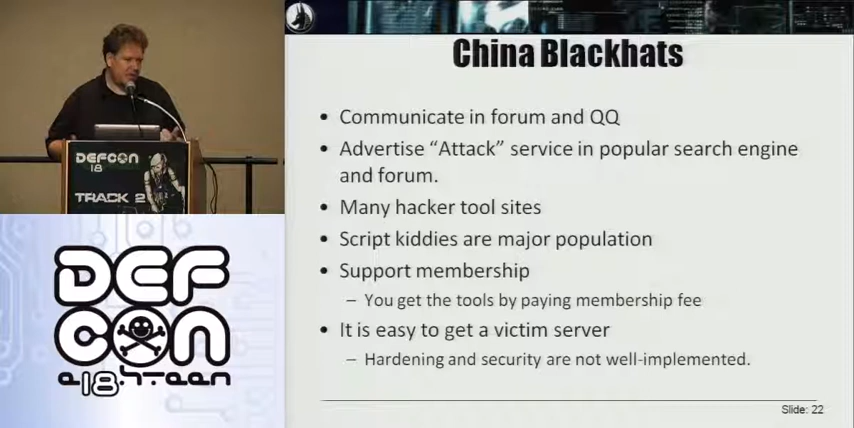 China Blackhats
• Communicate in forum and QQ
• Advertise “Attack” service in popular search engine
and forum.
• Many hacker tool sites
• Script kiddies are major population
• Support membership
– You get the tools by paying membership fee
• It is easy to get a victim server
– Hardening and security are not well-implemented.
Slide: 22
DEFCON
18
TRACK 2
DEF
CON
e18hteen